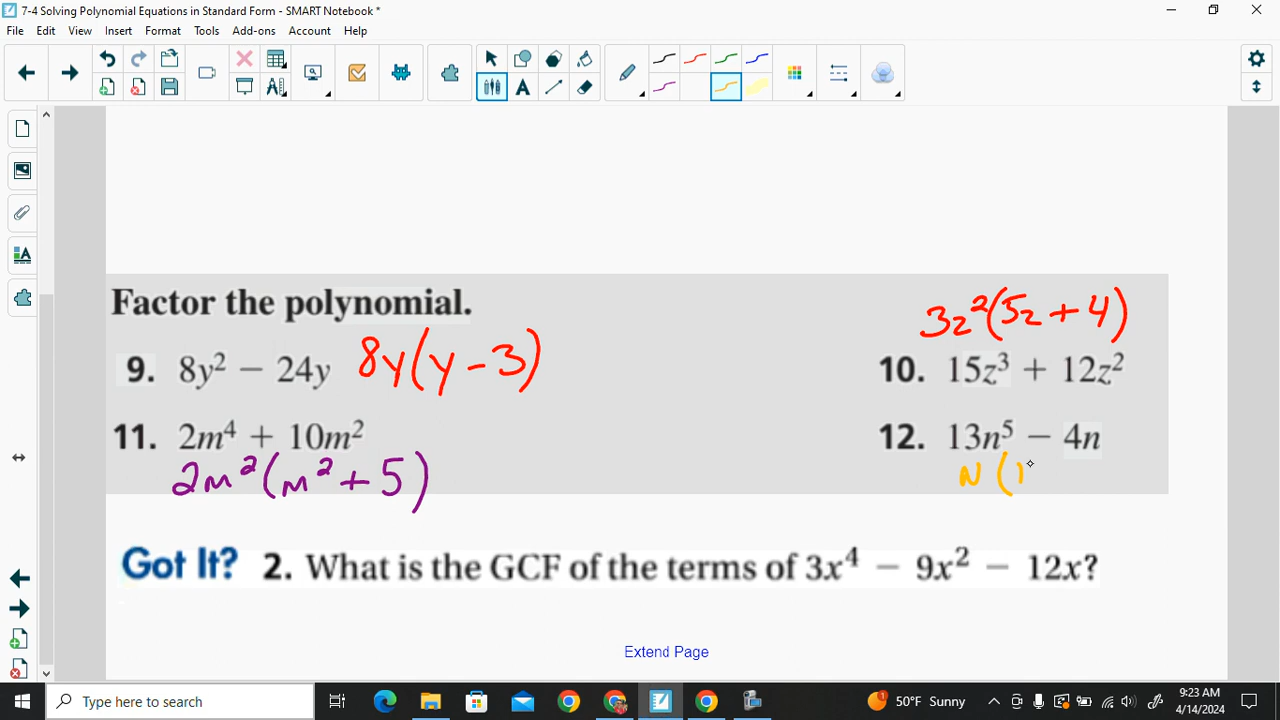 7-4 Solving Polynomial Equations in Standard Form - SMART Notebook *
File Edit View Insert Format Tools Add-ons Account Help
Factor the polynomial.
3z²(5z + 4)
9. 8y² − 24y 8y(y − 3)
10. 15z³ + 12z²
11. 2m⁴ + 10m²
12. 13n⁵ − 4n
2m²(m² + 5)
N (1
Got It? 2. What is the GCF of the terms of 3x⁴ − 9x² − 12x?
Extend Page
Type here to search
50°F Sunny
9:23 AM
4/14/2024